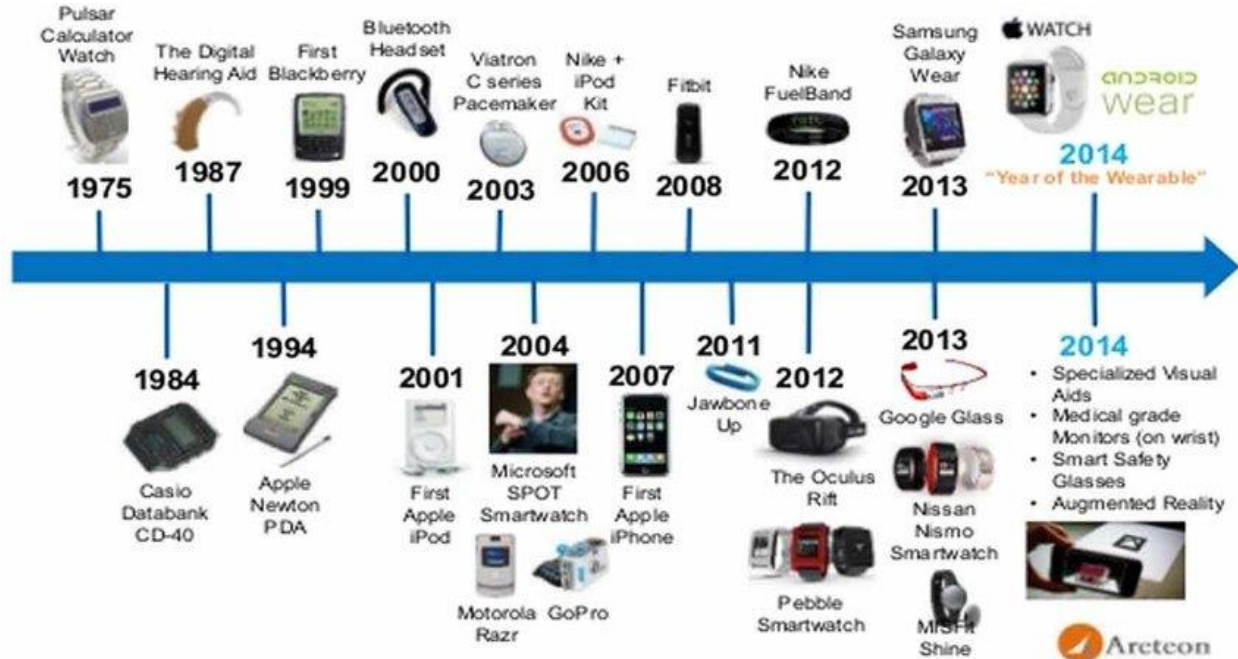 Pulsar
Calculator
Watch
1975
The Digital
Hearing Aid
1987
First
Blackberry
1999
Bluetooth
Headset
2000
Viatron
C series
Pacemaker
2003
Nike +
iPod
Kit
2006
Fitbit
2008
Nike
FuelBand
2012
Samsung
Galaxy
Wear
2013
WATCH
android
wear
2014
“Year of the Wearable”
1984
Casio
Databank
CD-40
1994
Apple
Newton
PDA
2001
First
Apple
iPod
2004
Microsoft
SPOT
Smartwatch
Motorola
Razr
GoPro
2007
First
Apple
iPhone
2011
Jawbone
Up
2012
The Oculus
Rift
Pebble
Smartwatch
2013
Google Glass
Nissan
Nismo
Smartwatch
MISFit
Shine
2014
• Specialized Visual
Aids
• Medical grade
Monitors (on wrist)
• Smart Safety
Glasses
• Augmented Reality
Arcteon